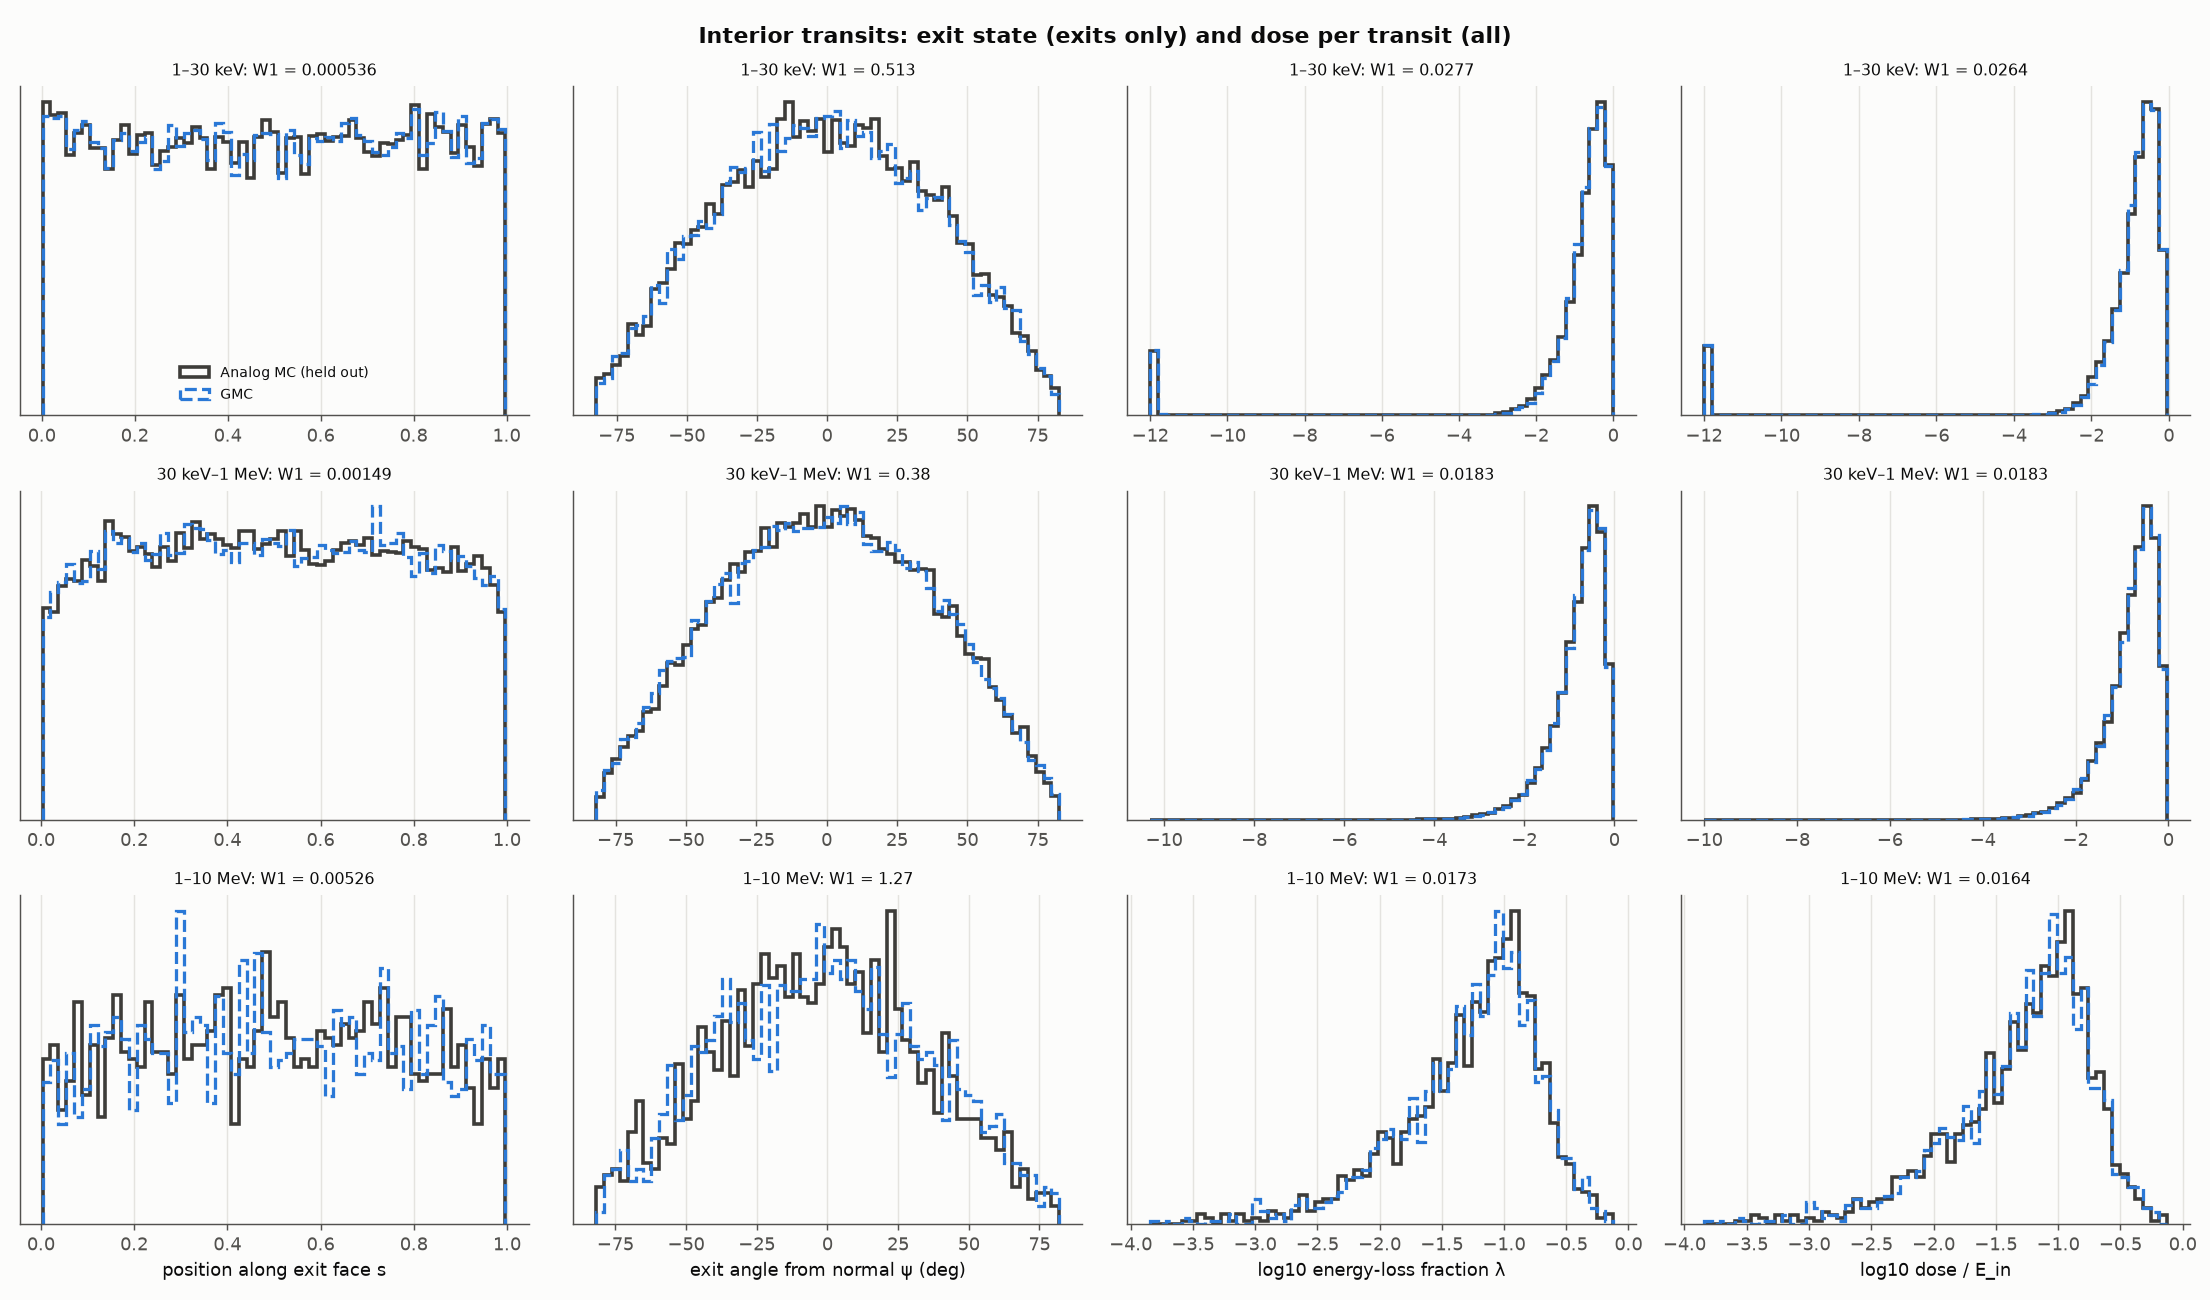 Interior transits: exit state (exits only) and dose per transit (all)
1–30 keV: W1 = 0.000536
1–30 keV: W1 = 0.513
1–30 keV: W1 = 0.0277
1–30 keV: W1 = 0.0264
Analog MC (held out)
GMC
0.0 0.2 0.4 0.6 0.8 1.0
−75 −50 −25 0 25 50 75
−12 −10 −8 −6 −4 −2 0
−12 −10 −8 −6 −4 −2 0
30 keV–1 MeV: W1 = 0.00149
30 keV–1 MeV: W1 = 0.38
30 keV–1 MeV: W1 = 0.0183
30 keV–1 MeV: W1 = 0.0183
0.0 0.2 0.4 0.6 0.8 1.0
−75 −50 −25 0 25 50 75
−10 −8 −6 −4 −2 0
−10 −8 −6 −4 −2 0
1–10 MeV: W1 = 0.00526
1–10 MeV: W1 = 1.27
1–10 MeV: W1 = 0.0173
1–10 MeV: W1 = 0.0164
0.0 0.2 0.4 0.6 0.8 1.0
−75 −50 −25 0 25 50 75
−4.0 −3.5 −3.0 −2.5 −2.0 −1.5 −1.0 −0.5 0.0
−4.0 −3.5 −3.0 −2.5 −2.0 −1.5 −1.0 −0.5 0.0
position along exit face s
exit angle from normal ψ (deg)
log10 energy-loss fraction λ
log10 dose / E_in